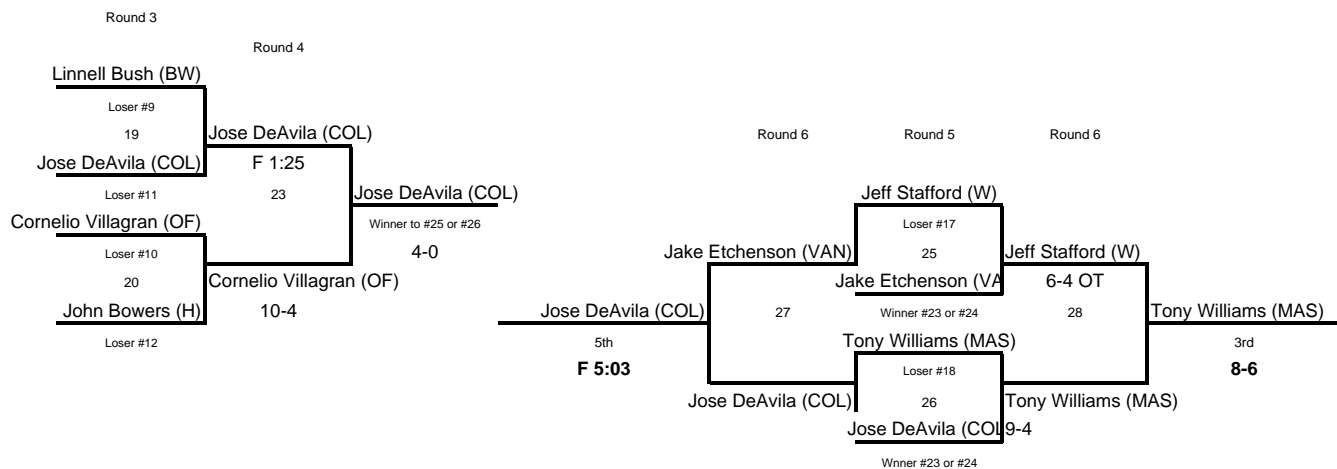 Round 3
Round 4
Linnell Bush (BW)
Loser #9
19
Jose DeAvila (COL)
Jose DeAvila (COL)
F 1:25
Loser #11
23
Jose DeAvila (COL)
Cornelio Villagran (OF)
Winner to #25 or #26
Loser #10
4-0
20
Cornelio Villagran (OF)
John Bowers (H)
10-4
Loser #12
Round 6
Round 5
Round 6
Jeff Stafford (W)
Loser #17
Jake Etchenson (VAN)
25
Jeff Stafford (W)
Jake Etchenson (VA
6-4 OT
Jose DeAvila (COL)
27
Winner #23 or #24
28
Tony Williams (MAS)
5th
Tony Williams (MAS)
3rd
F 5:03
Loser #18
8-6
Jose DeAvila (COL)
26
Tony Williams (MAS)
Jose DeAvila (COL
9-4
Wnner #23 or #24